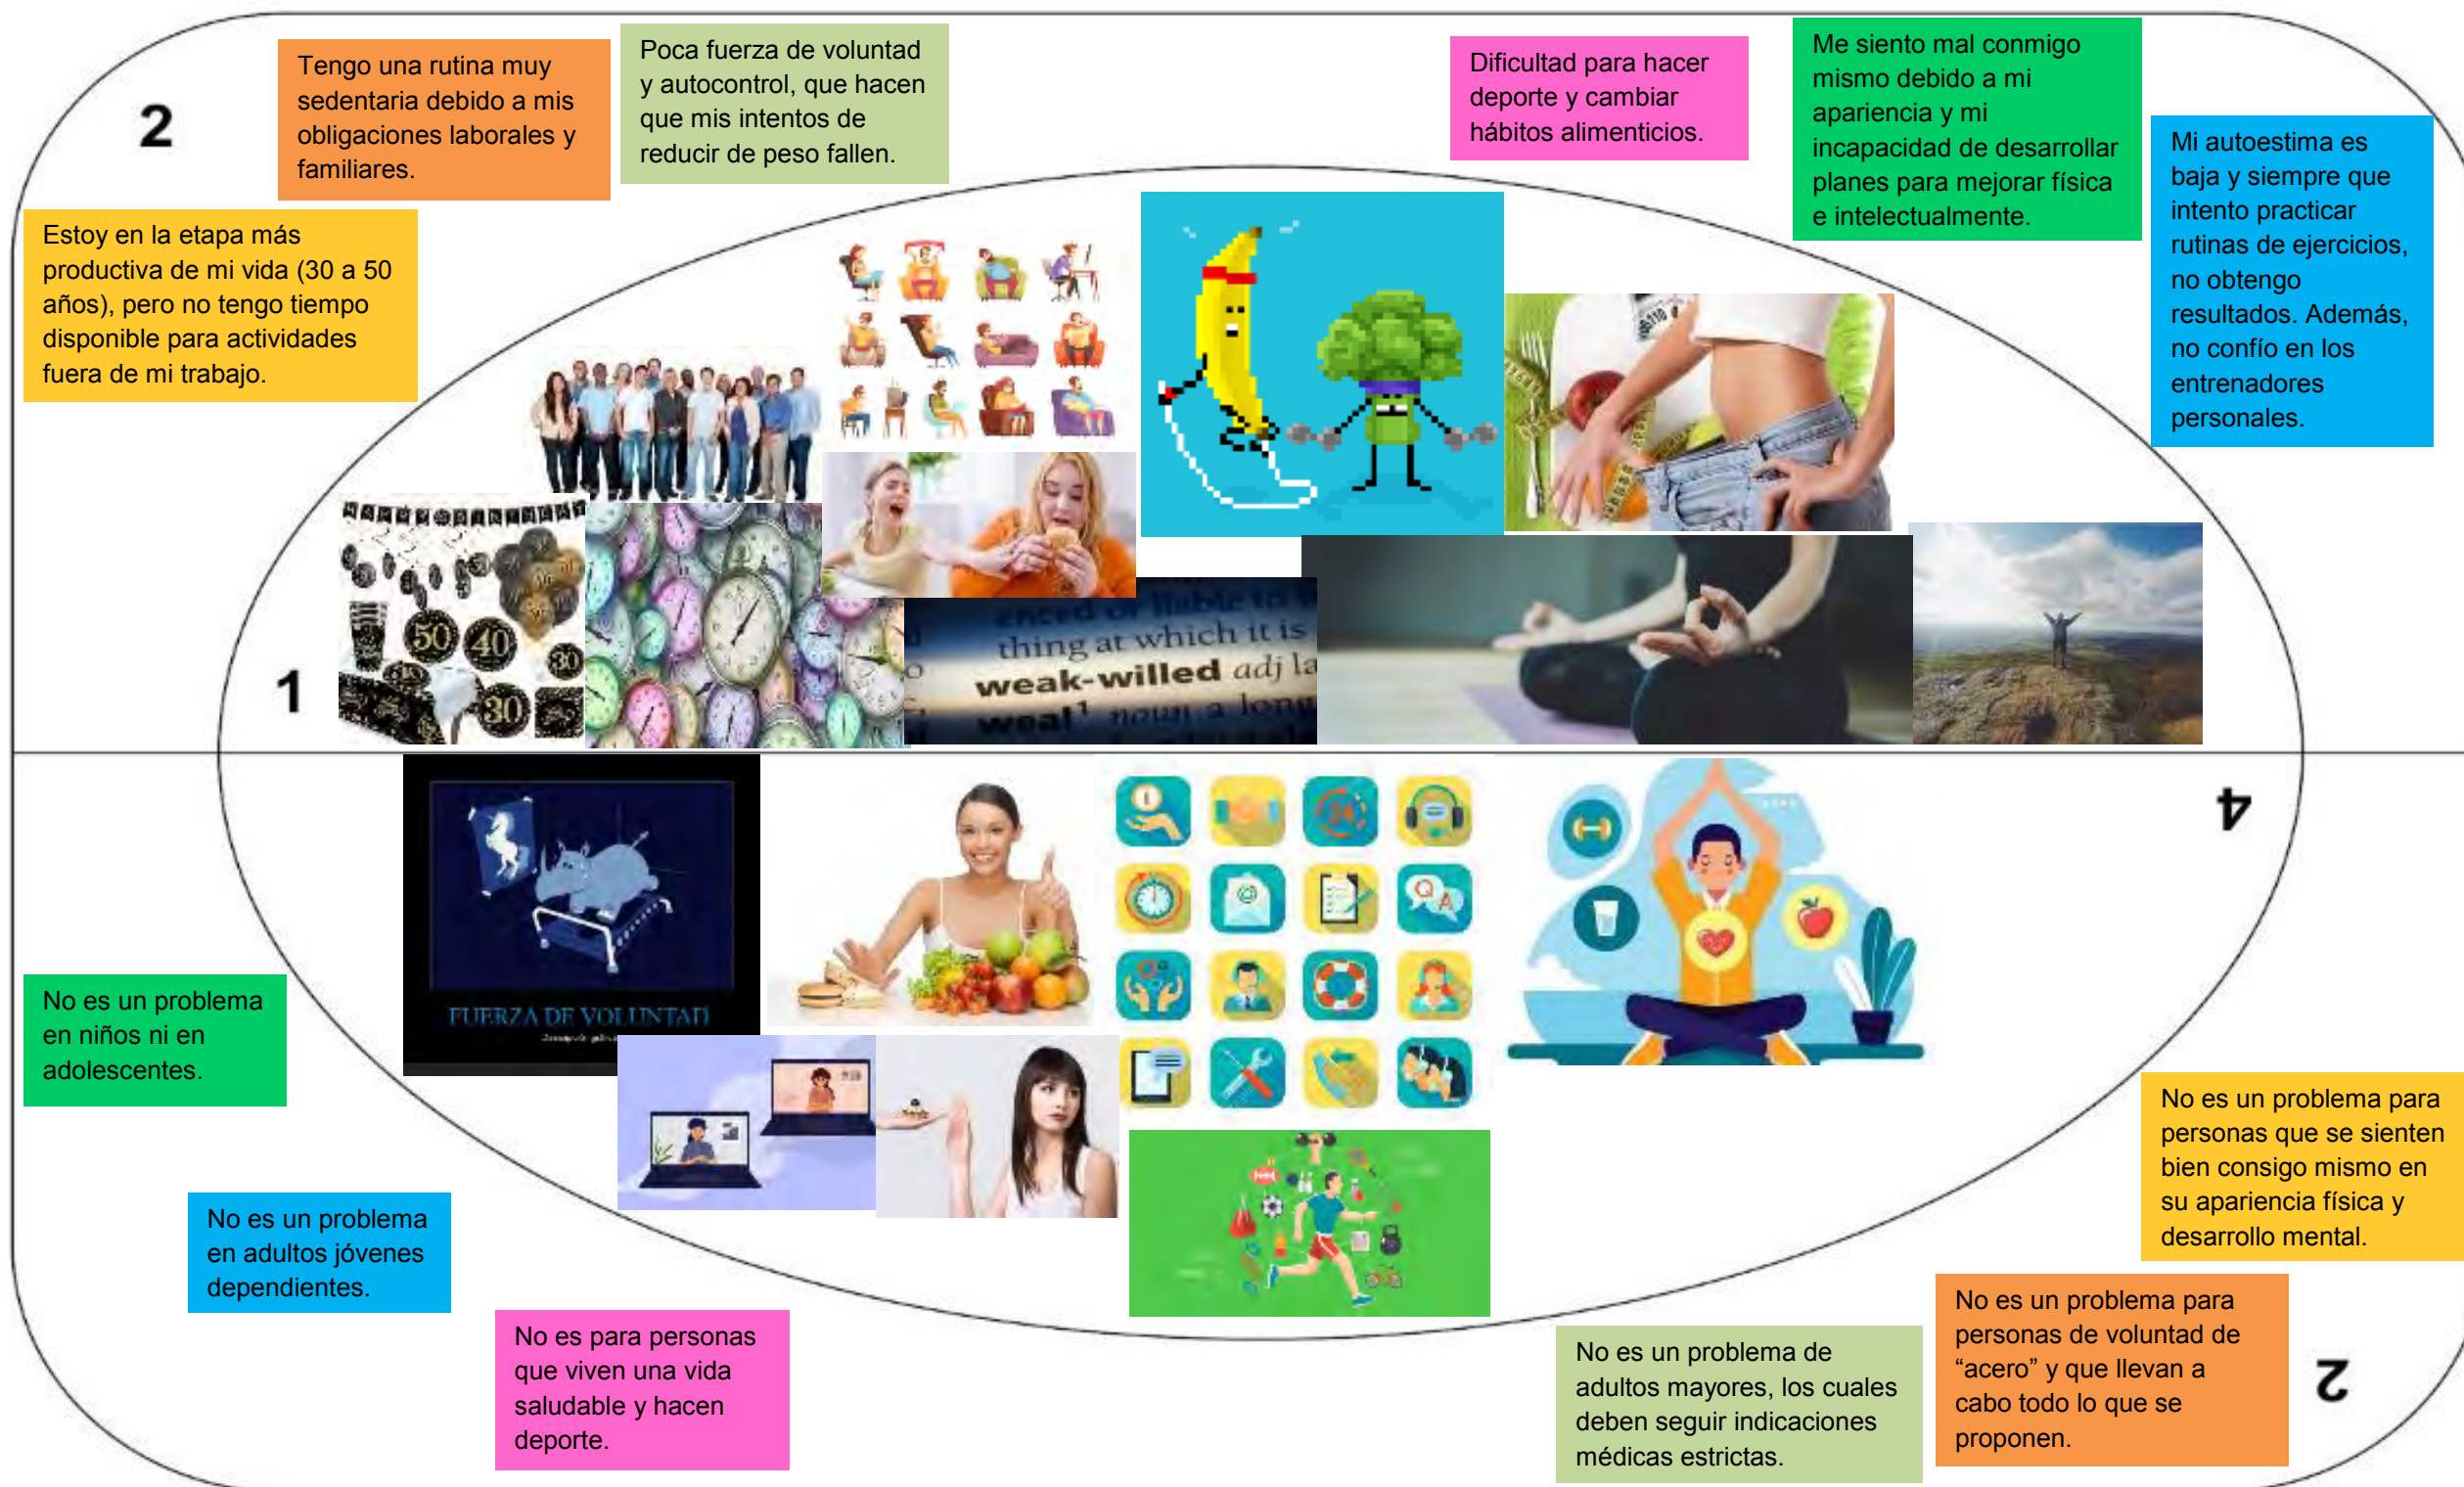 2
Tengo una rutina muy
sedentaria debido a mis
obligaciones laborales y
familiares.
Poca fuerza de voluntad
y autocontrol, que hacen
que mis intentos de
reducir de peso fallen.
Dificultad para hacer
deporte y cambiar
hábitos alimenticios.
Me siento mal conmigo
mismo debido a mi
apariencia y mi
incapacidad de desarrollar
planes para mejorar física
e intelectualmente.
Mi autoestima es
baja y siempre que
intento practicar
rutinas de ejercicios,
no obtengo
resultados. Además,
no confío en los
entrenadores
personales.
Estoy en la etapa más
productiva de mi vida (30 a 50
años), pero no tengo tiempo
disponible para actividades
fuera de mi trabajo.
1
50
40
30
30
thing at which it is
weak-willed adj la
weal¹ noun a long
4
FUERZA DE VOLUNTAD
24
Q
A
No es un problema
en niños ni en
adolescentes.
No es un problema
en adultos jóvenes
dependientes.
No es para personas
que viven una vida
saludable y hacen
deporte.
No es un problema de
adultos mayores, los cuales
deben seguir indicaciones
médicas estrictas.
No es un problema para
personas de voluntad de
“acero” y que llevan a
cabo todo lo que se
proponen.
No es un problema para
personas que se sienten
bien consigo mismo en
su apariencia física y
desarrollo mental.
2